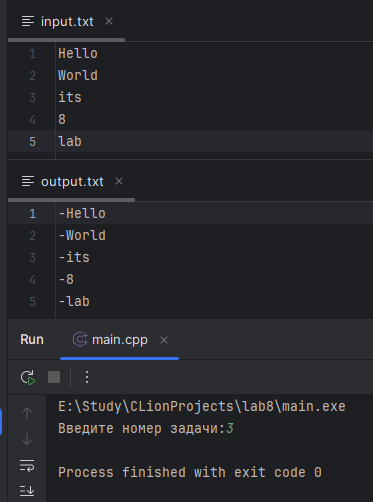 input.txt
1 Hello
2 World
3 its
4 8
5 lab
output.txt
1 -Hello
2 -World
3 -its
4 -8
5 -lab
Run main.cpp
E:\Study\CLionProjects\lab8\main.exe
Введите номер задачи:3
Process finished with exit code 0